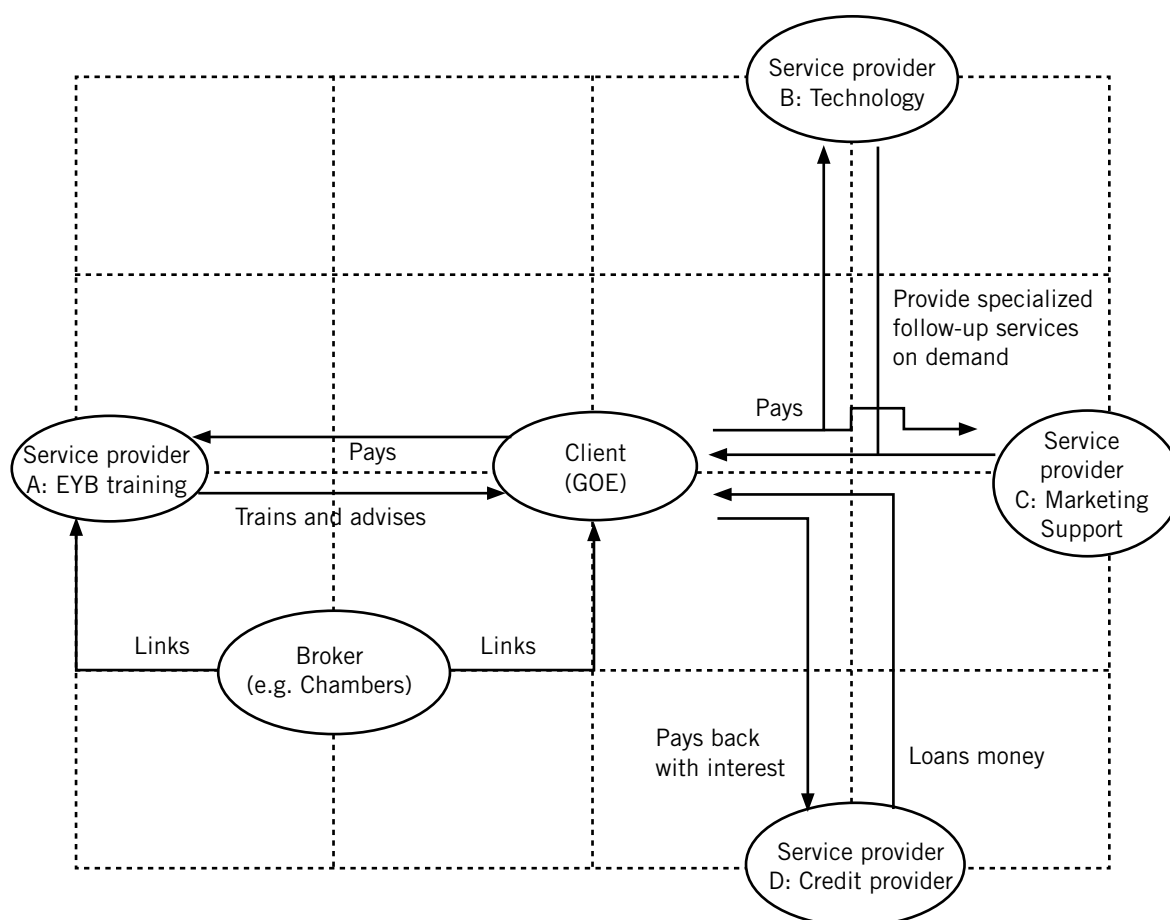 Service provider
B: Technology
Provide specialized
follow-up services
on demand
Pays
Service provider
A: EYB training
Pays
Trains and advises
Client
(GOE)
Service
provider
C: Marketing
Support
Links
Broker
(e.g. Chambers)
Links
Pays back
with interest
Loans money
Service provider
D: Credit provider